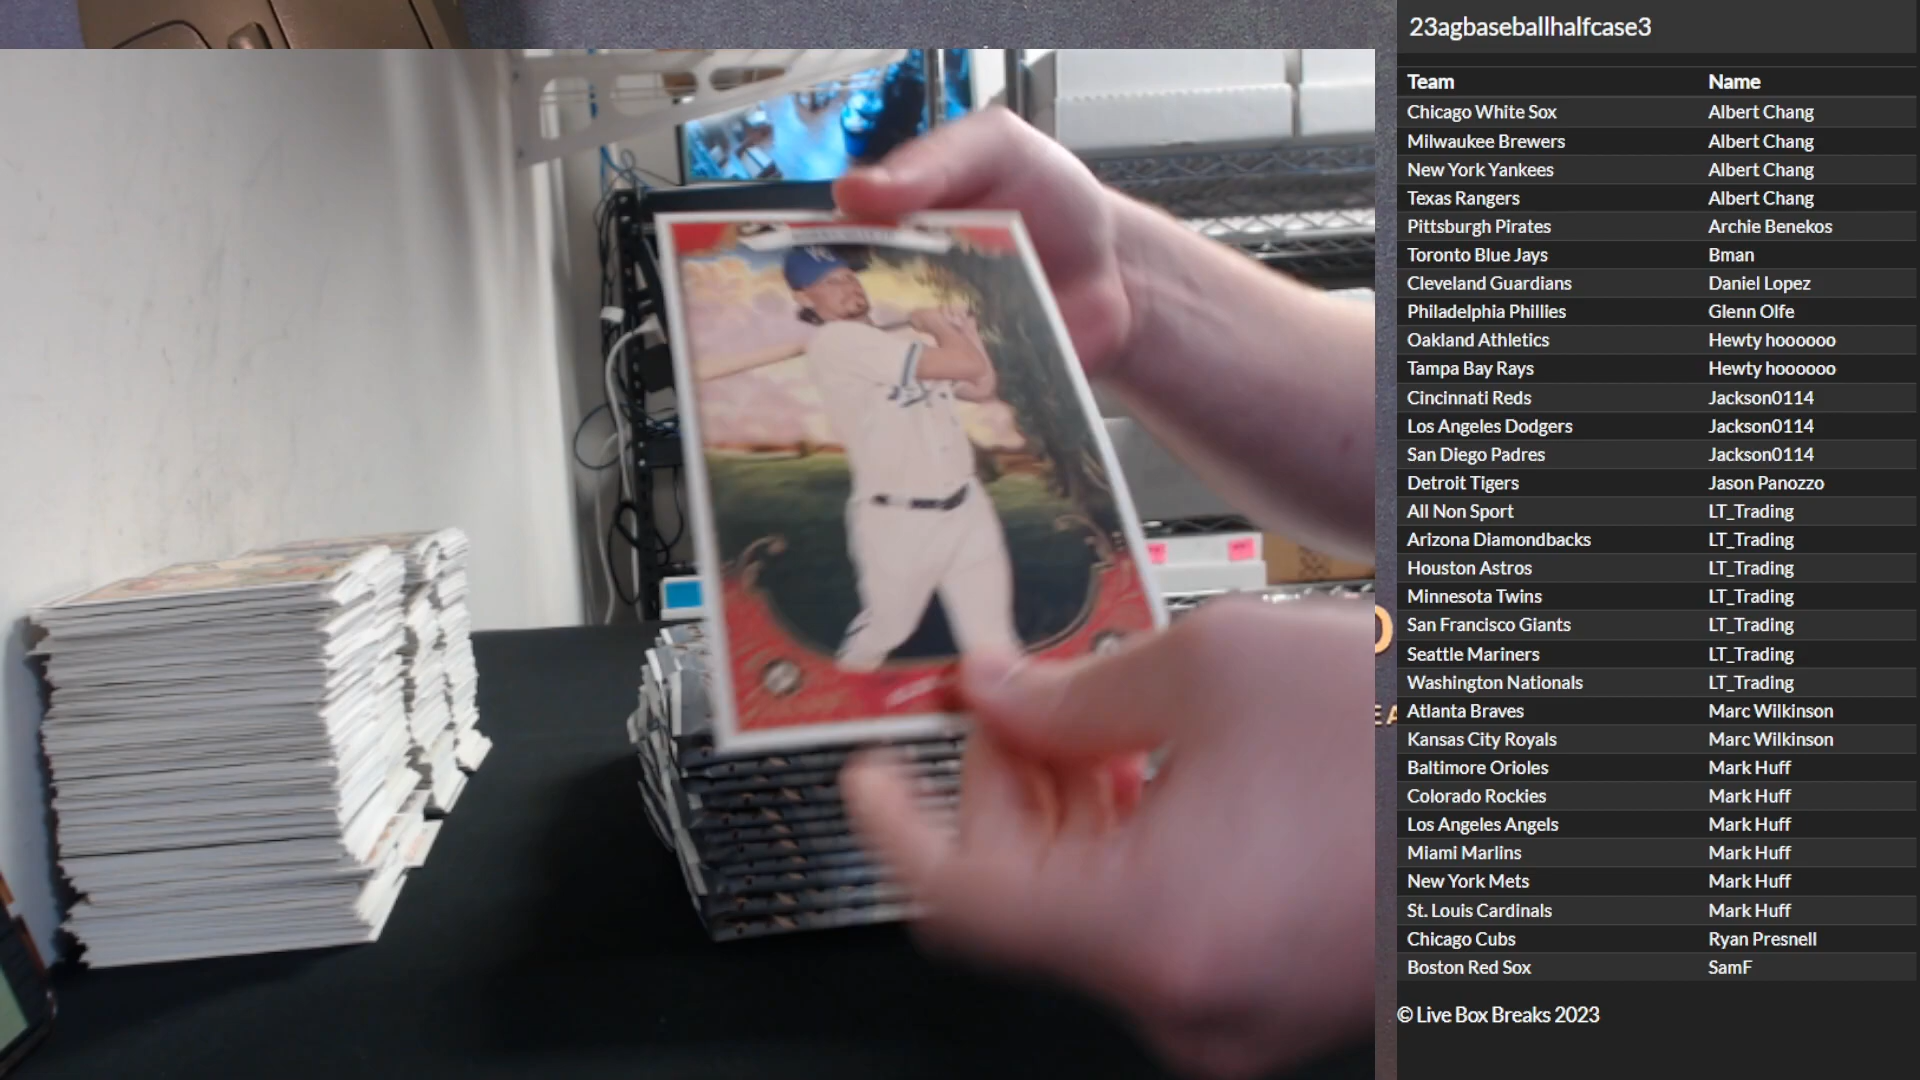 23agbaseballhalfcase3
Team Name
Chicago White Sox Albert Chang
Milwaukee Brewers Albert Chang
New York Yankees Albert Chang
Texas Rangers Albert Chang
Pittsburgh Pirates Archie Benekos
Toronto Blue Jays Bman
Cleveland Guardians Daniel Lopez
Philadelphia Phillies Glenn Olfe
Oakland Athletics Hewty hoooooo
Tampa Bay Rays Hewty hoooooo
Cincinnati Reds Jackson0114
Los Angeles Dodgers Jackson0114
San Diego Padres Jackson0114
Detroit Tigers Jason Panozzo
All Non Sport LT_Trading
Arizona Diamondbacks LT_Trading
Houston Astros LT_Trading
Minnesota Twins LT_Trading
San Francisco Giants LT_Trading
Seattle Mariners LT_Trading
Washington Nationals LT_Trading
Atlanta Braves Marc Wilkinson
Kansas City Royals Marc Wilkinson
Baltimore Orioles Mark Huff
Colorado Rockies Mark Huff
Los Angeles Angels Mark Huff
Miami Marlins Mark Huff
New York Mets Mark Huff
St. Louis Cardinals Mark Huff
Chicago Cubs Ryan Presnell
Boston Red Sox SamF
© Live Box Breaks 2023